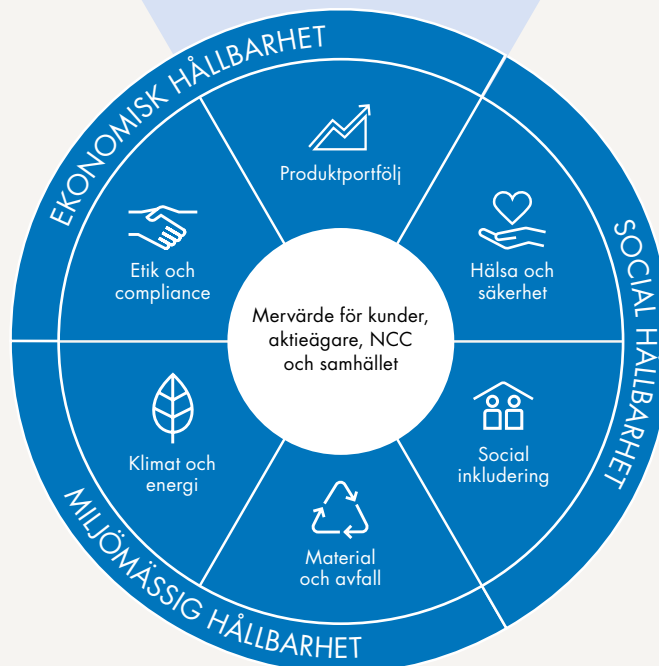 EKONOMISK HÅLLBARHET
Produktportfölj
Etik och
compliance
Hälsa och
säkerhet
SOCIAL HÅLLBARHET
Mervärde för kunder,
aktieägare, NCC
och samhället
Klimat och
energi
Social
inkludering
Material
och avfall
MILJÖMÄSSIG HÅLLBARHET